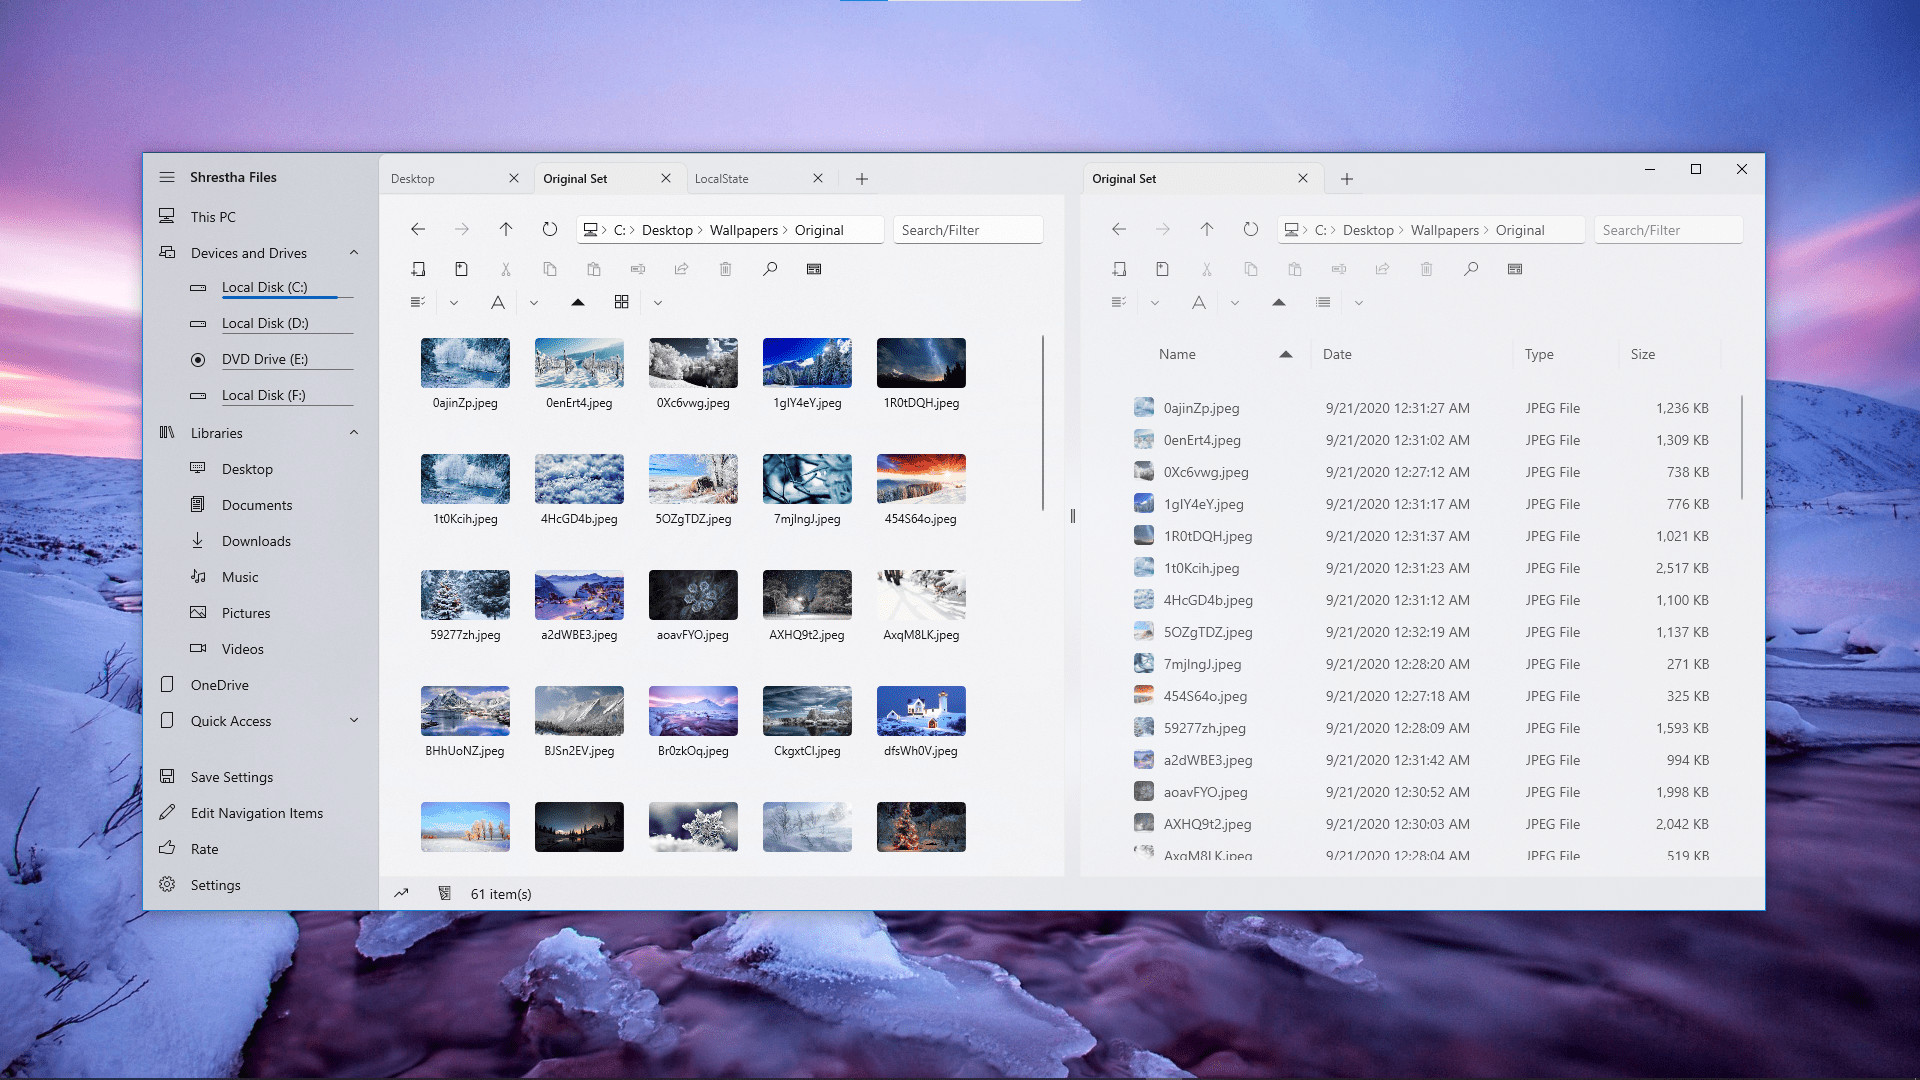 Shrestha Files
This PC
Devices and Drives
Local Disk (C:)
Local Disk (D:)
DVD Drive (E:)
Local Disk (F:)
Libraries
Desktop
Documents
Downloads
Music
Pictures
Videos
OneDrive
Quick Access
Save Settings
Edit Navigation Items
Rate
Settings
Desktop Original Set LocalState
C: Desktop Wallpapers Original Search/Filter
0ajinZp.jpeg 0enErt4.jpeg 0Xc6vwg.jpeg 1gIY4eY.jpeg 1R0tDQH.jpeg
1t0Kcih.jpeg 4HcGD4b.jpeg 5OZgTDZ.jpeg 7mjIngJ.jpeg 454S64o.jpeg
59277zh.jpeg a2dWBE3.jpeg aoavFYO.jpeg AXHQ9t2.jpeg AxqM8LK.jpeg
BHhUoNZ.jpeg BJSn2EV.jpeg Br0zkOq.jpeg CkgxtCI.jpeg dfsWh0V.jpeg
61 item(s)
Original Set
C: Desktop Wallpapers Original Search/Filter
Name Date Type Size
0ajinZp.jpeg 9/21/2020 12:31:27 AM JPEG File 1,236 KB
0enErt4.jpeg 9/21/2020 12:31:02 AM JPEG File 1,309 KB
0Xc6vwg.jpeg 9/21/2020 12:27:12 AM JPEG File 738 KB
1gIY4eY.jpeg 9/21/2020 12:31:17 AM JPEG File 776 KB
1R0tDQH.jpeg 9/21/2020 12:31:37 AM JPEG File 1,021 KB
1t0Kcih.jpeg 9/21/2020 12:31:23 AM JPEG File 2,517 KB
4HcGD4b.jpeg 9/21/2020 12:31:12 AM JPEG File 1,100 KB
5OZgTDZ.jpeg 9/21/2020 12:32:19 AM JPEG File 1,137 KB
7mjIngJ.jpeg 9/21/2020 12:28:20 AM JPEG File 271 KB
454S64o.jpeg 9/21/2020 12:27:18 AM JPEG File 325 KB
59277zh.jpeg 9/21/2020 12:28:09 AM JPEG File 1,593 KB
a2dWBE3.jpeg 9/21/2020 12:31:42 AM JPEG File 994 KB
aoavFYO.jpeg 9/21/2020 12:30:52 AM JPEG File 1,998 KB
AXHQ9t2.jpeg 9/21/2020 12:30:03 AM JPEG File 2,042 KB
AxqM8LK.jpeg 9/21/2020 12:28:04 AM JPEG File 519 KB